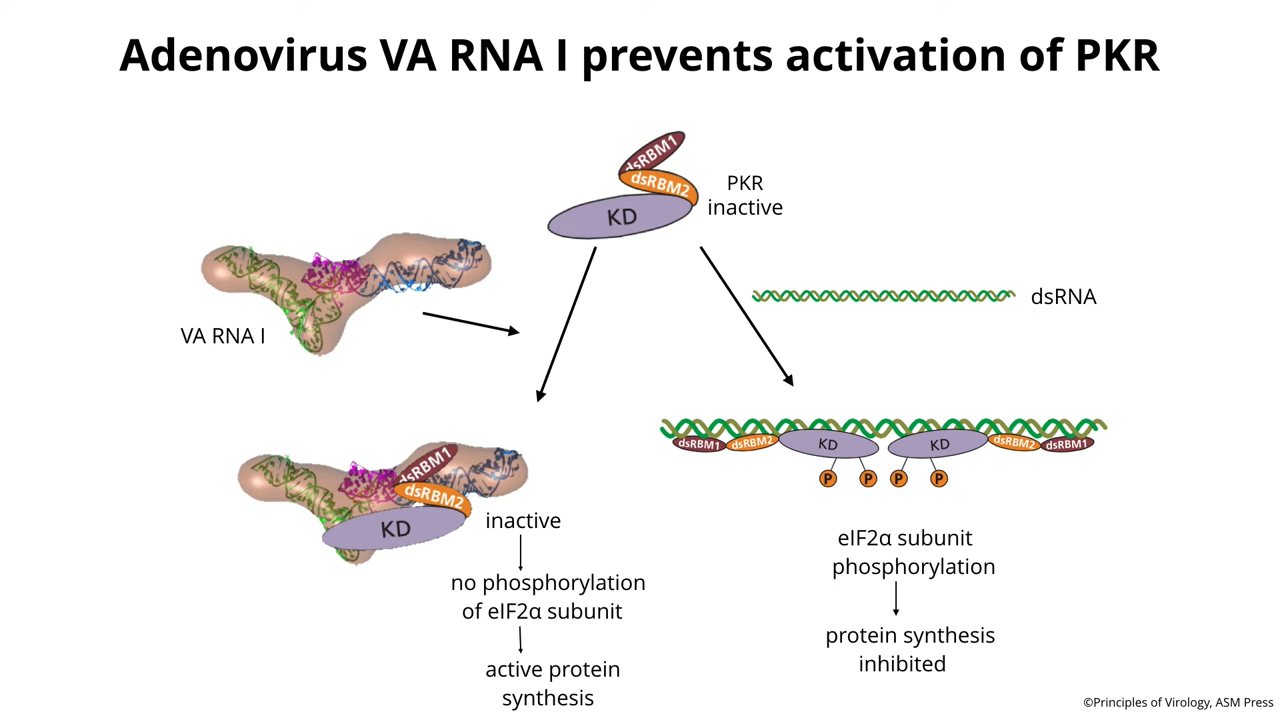 Adenovirus VA RNA I prevents activation of PKR
dsRBM1
dsRBM2
KD
PKR
inactive
VA RNA I
dsRNA
dsRBM1
dsRBM2
KD
inactive
no phosphorylation
of eIF2α subunit
active protein
synthesis
dsRBM1
dsRBM2
KD
KD
dsRBM2
dsRBM1
P
P
P
P
eIF2α subunit
phosphorylation
protein synthesis
inhibited
©Principles of Virology, ASM Press